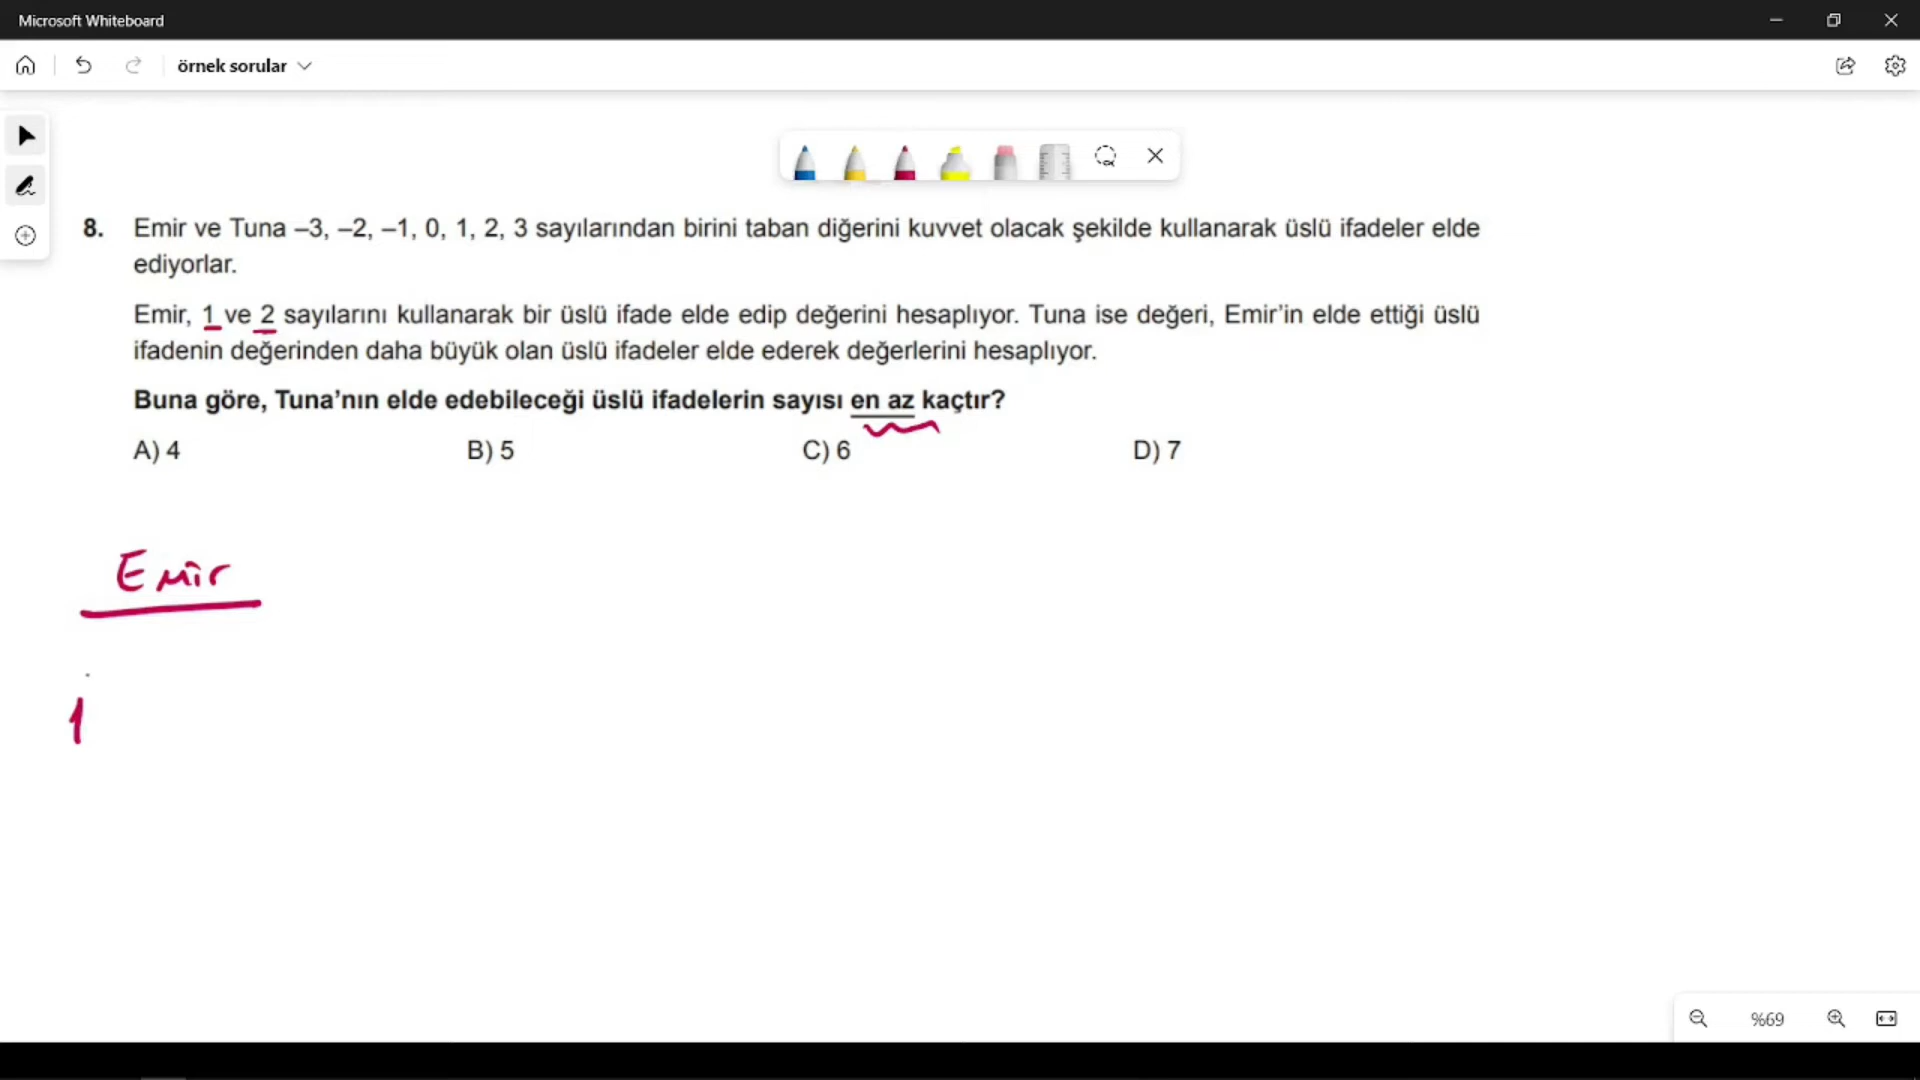 Microsoft Whiteboard
örnek sorular
8. Emir ve Tuna –3, –2, –1, 0, 1, 2, 3 sayılarından birini taban diğerini kuvvet olacak şekilde kullanarak üslü ifadeler elde
ediyorlar.
Emir, 1 ve 2 sayılarını kullanarak bir üslü ifade elde edip değerini hesaplıyor. Tuna ise değeri, Emir’in elde ettiği üslü
ifadenin değerinden daha büyük olan üslü ifadeler elde ederek değerlerini hesaplıyor.
Buna göre, Tuna’nın elde edebileceği üslü ifadelerin sayısı en az kaçtır?
A) 4 B) 5 C) 6 D) 7
Emir
1
%69